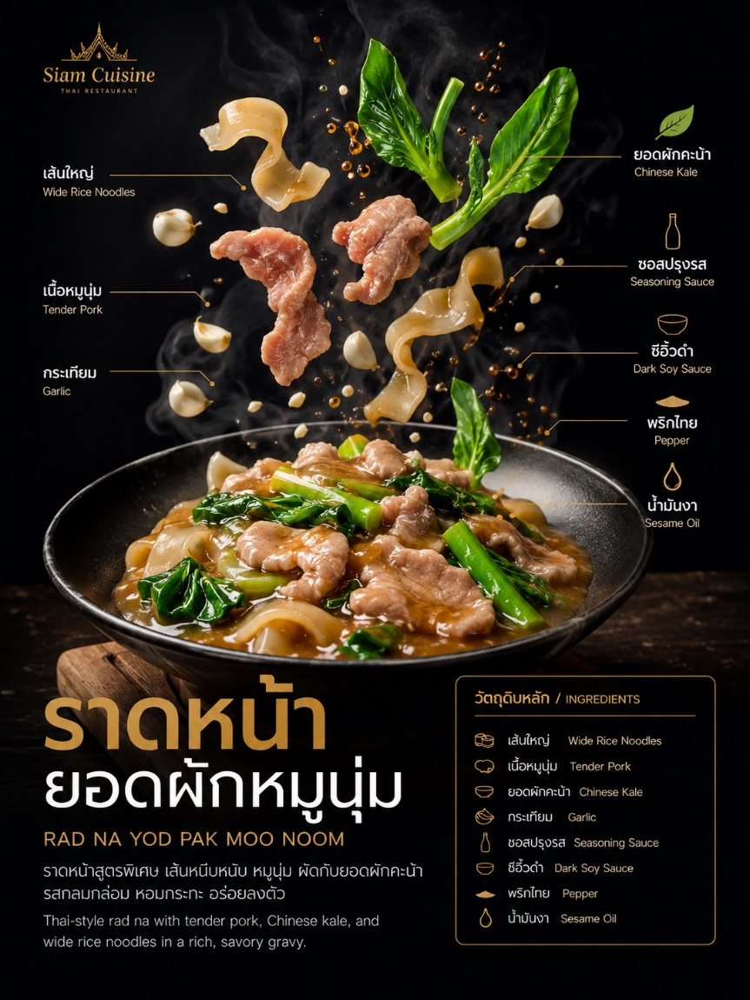 Siam Cuisine
THAI RESTAURANT
เส้นใหญ่
Wide Rice Noodles
เนื้อหมูนุ่ม
Tender Pork
กระเทียม
Garlic
ยอดผักคะน้า
Chinese Kale
ซอสปรุงรส
Seasoning Sauce
ซีอิ้วดำ
Dark Soy Sauce
พริกไทย
Pepper
น้ำมันงา
Sesame Oil
ราดหน้า
ยอดผักหมูนุ่ม
RAD NA YOD PAK MOO NOOM
ราดหน้าสูตรพิเศษ เส้นหนีบหนับ หมูนุ่ม ผัดกับยอดผักคะน้า
รสกลมกล่อม หอมกระทะ อร่อยลงตัว
Thai-style rad na with tender pork, Chinese kale, and
wide rice noodles in a rich, savory gravy.
วัตถุดิบหลัก / INGREDIENTS
เส้นใหญ่ Wide Rice Noodles
เนื้อหมูนุ่ม Tender Pork
ยอดผักคะน้า Chinese Kale
กระเทียม Garlic
ซอสปรุงรส Seasoning Sauce
ซีอิ้วดำ Dark Soy Sauce
พริกไทย Pepper
น้ำมันงา Sesame Oil